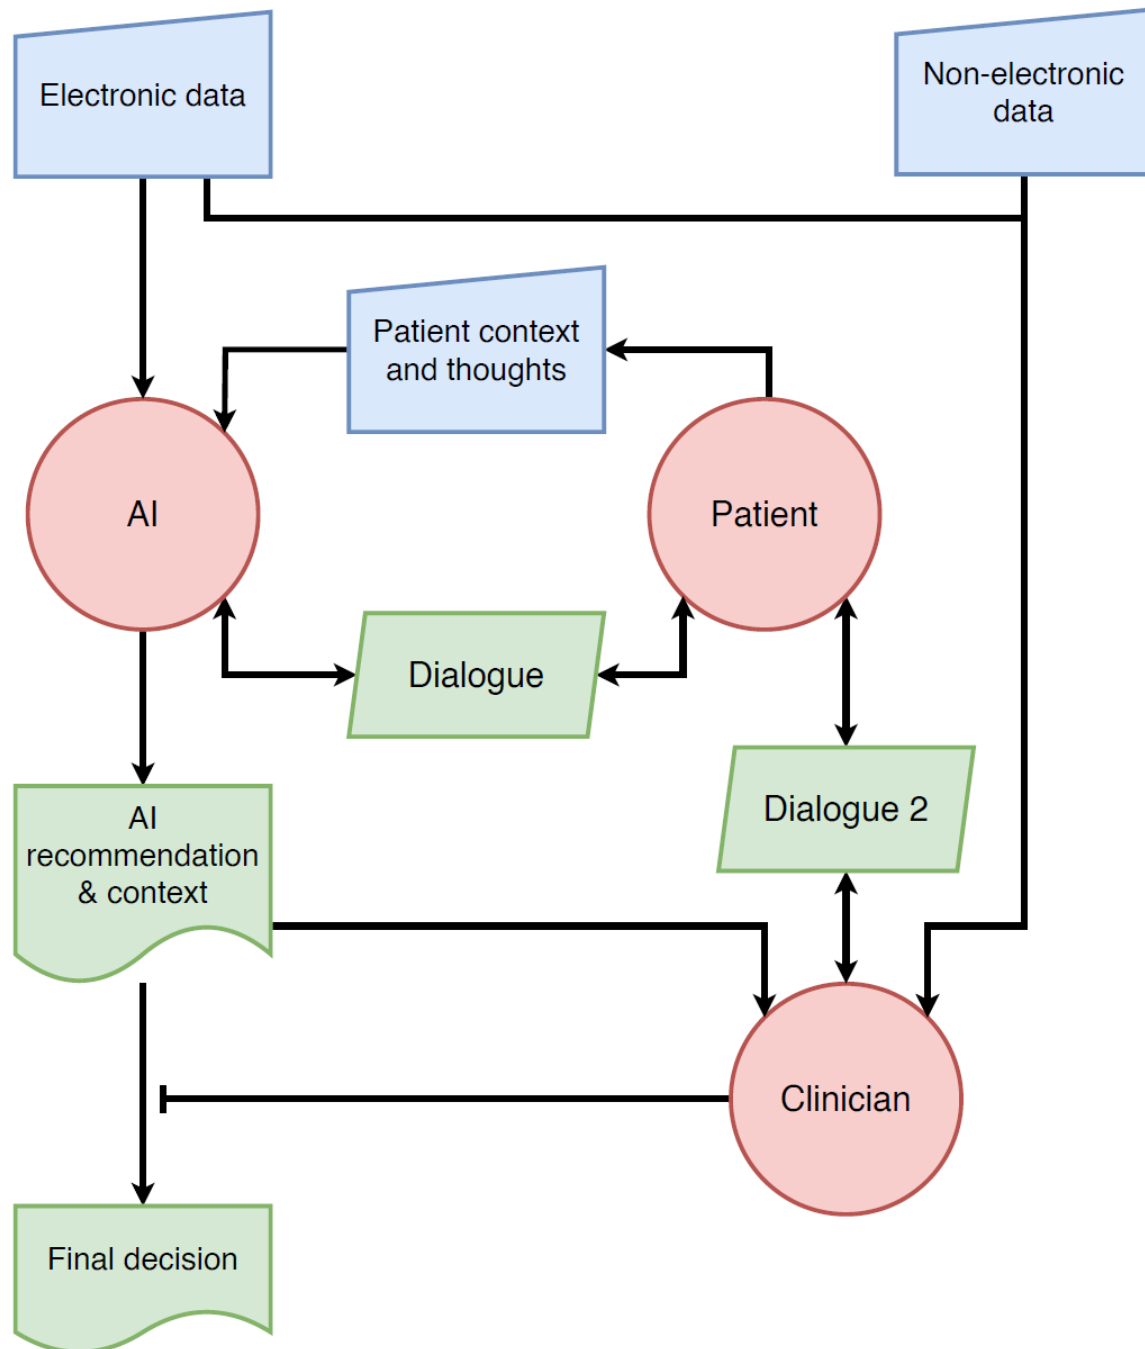 Electronic data
Non-electronic
data
Patient context
and thoughts
AI
Patient
Dialogue
Dialogue 2
AI
recommendation
& context
Clinician
Final decision